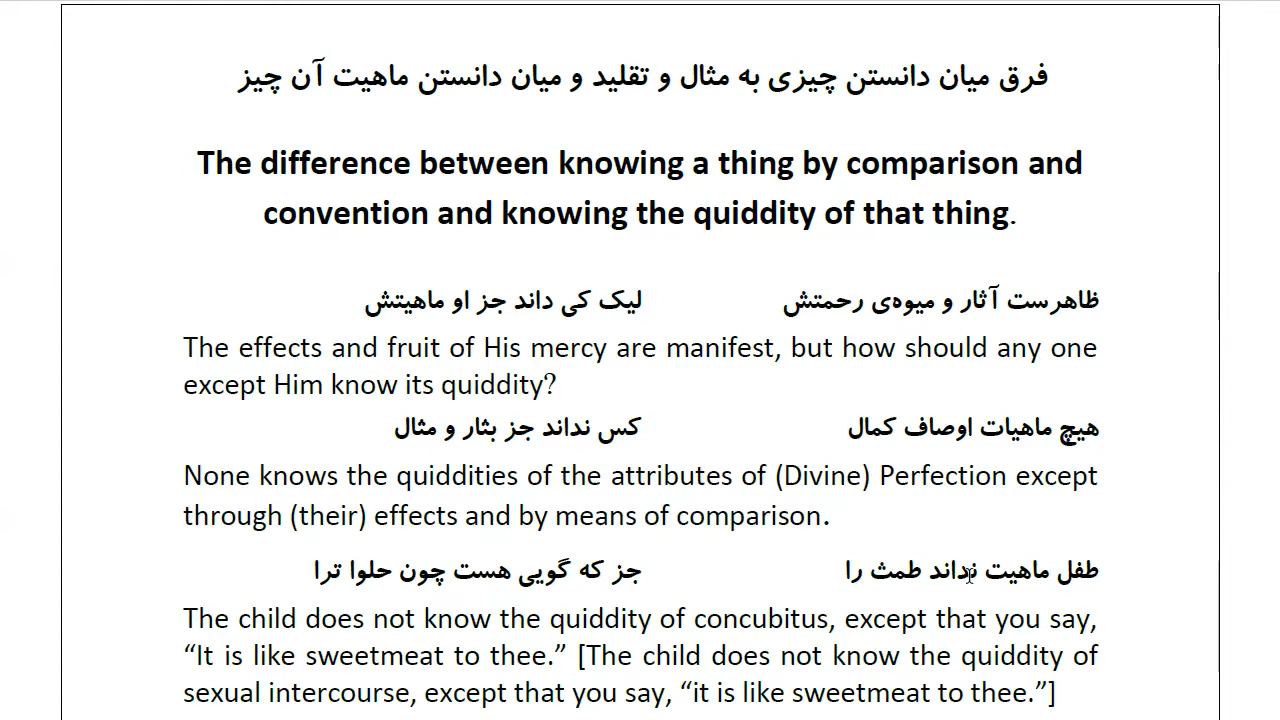 فرق میان دانستن چیزی به مثال و تقلید و میان دانستن ماهیت آن چیز
The difference between knowing a thing by comparison and
convention and knowing the quiddity of that thing.
ظاهرست آثار و میوه‌ی رحمتش لیک کی داند جز او ماهیتش
The effects and fruit of His mercy are manifest, but how should any one
except Him know its quiddity?
هیچ ماهیات اوصاف کمال کس نداند جز بثار و مثال
None knows the quiddities of the attributes of (Divine) Perfection except
through (their) effects and by means of comparison.
طفل ماهیت نداند طمث را جز که گویی هست چون حلوا ترا
The child does not know the quiddity of concubitus, except that you say,
“It is like sweetmeat to thee.” [The child does not know the quiddity of
sexual intercourse, except that you say, “it is like sweetmeat to thee.”]